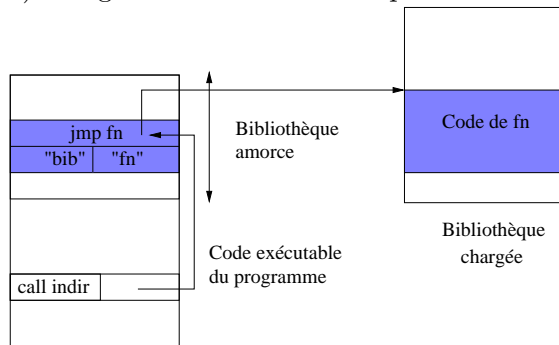 jmp fn
"bib" "fn"
Bibliothèque
amorce
Code de fn
Bibliothèque
chargée
Code exécutable
du programme
call indir